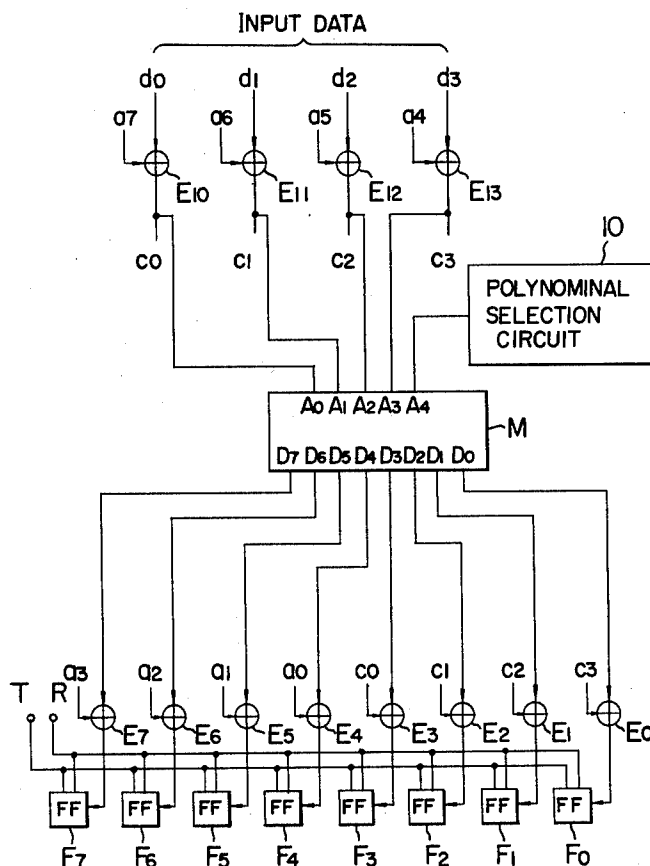 INPUT DATA
d0 d1 d2 d3
a7 a6 a5 a4
E10 E11 E12 E13
c0 c1 c2 c3
10
POLYNOMINAL
SELECTION
CIRCUIT
A0 A1 A2 A3 A4
M
D7 D6 D5 D4 D3 D2 D1 D0
T R a3 a2 a1 a0 c0 c1 c2 c3
E7 E6 E5 E4 E3 E2 E1 E0
FF FF FF FF FF FF FF FF
F7 F6 F5 F4 F3 F2 F1 F0